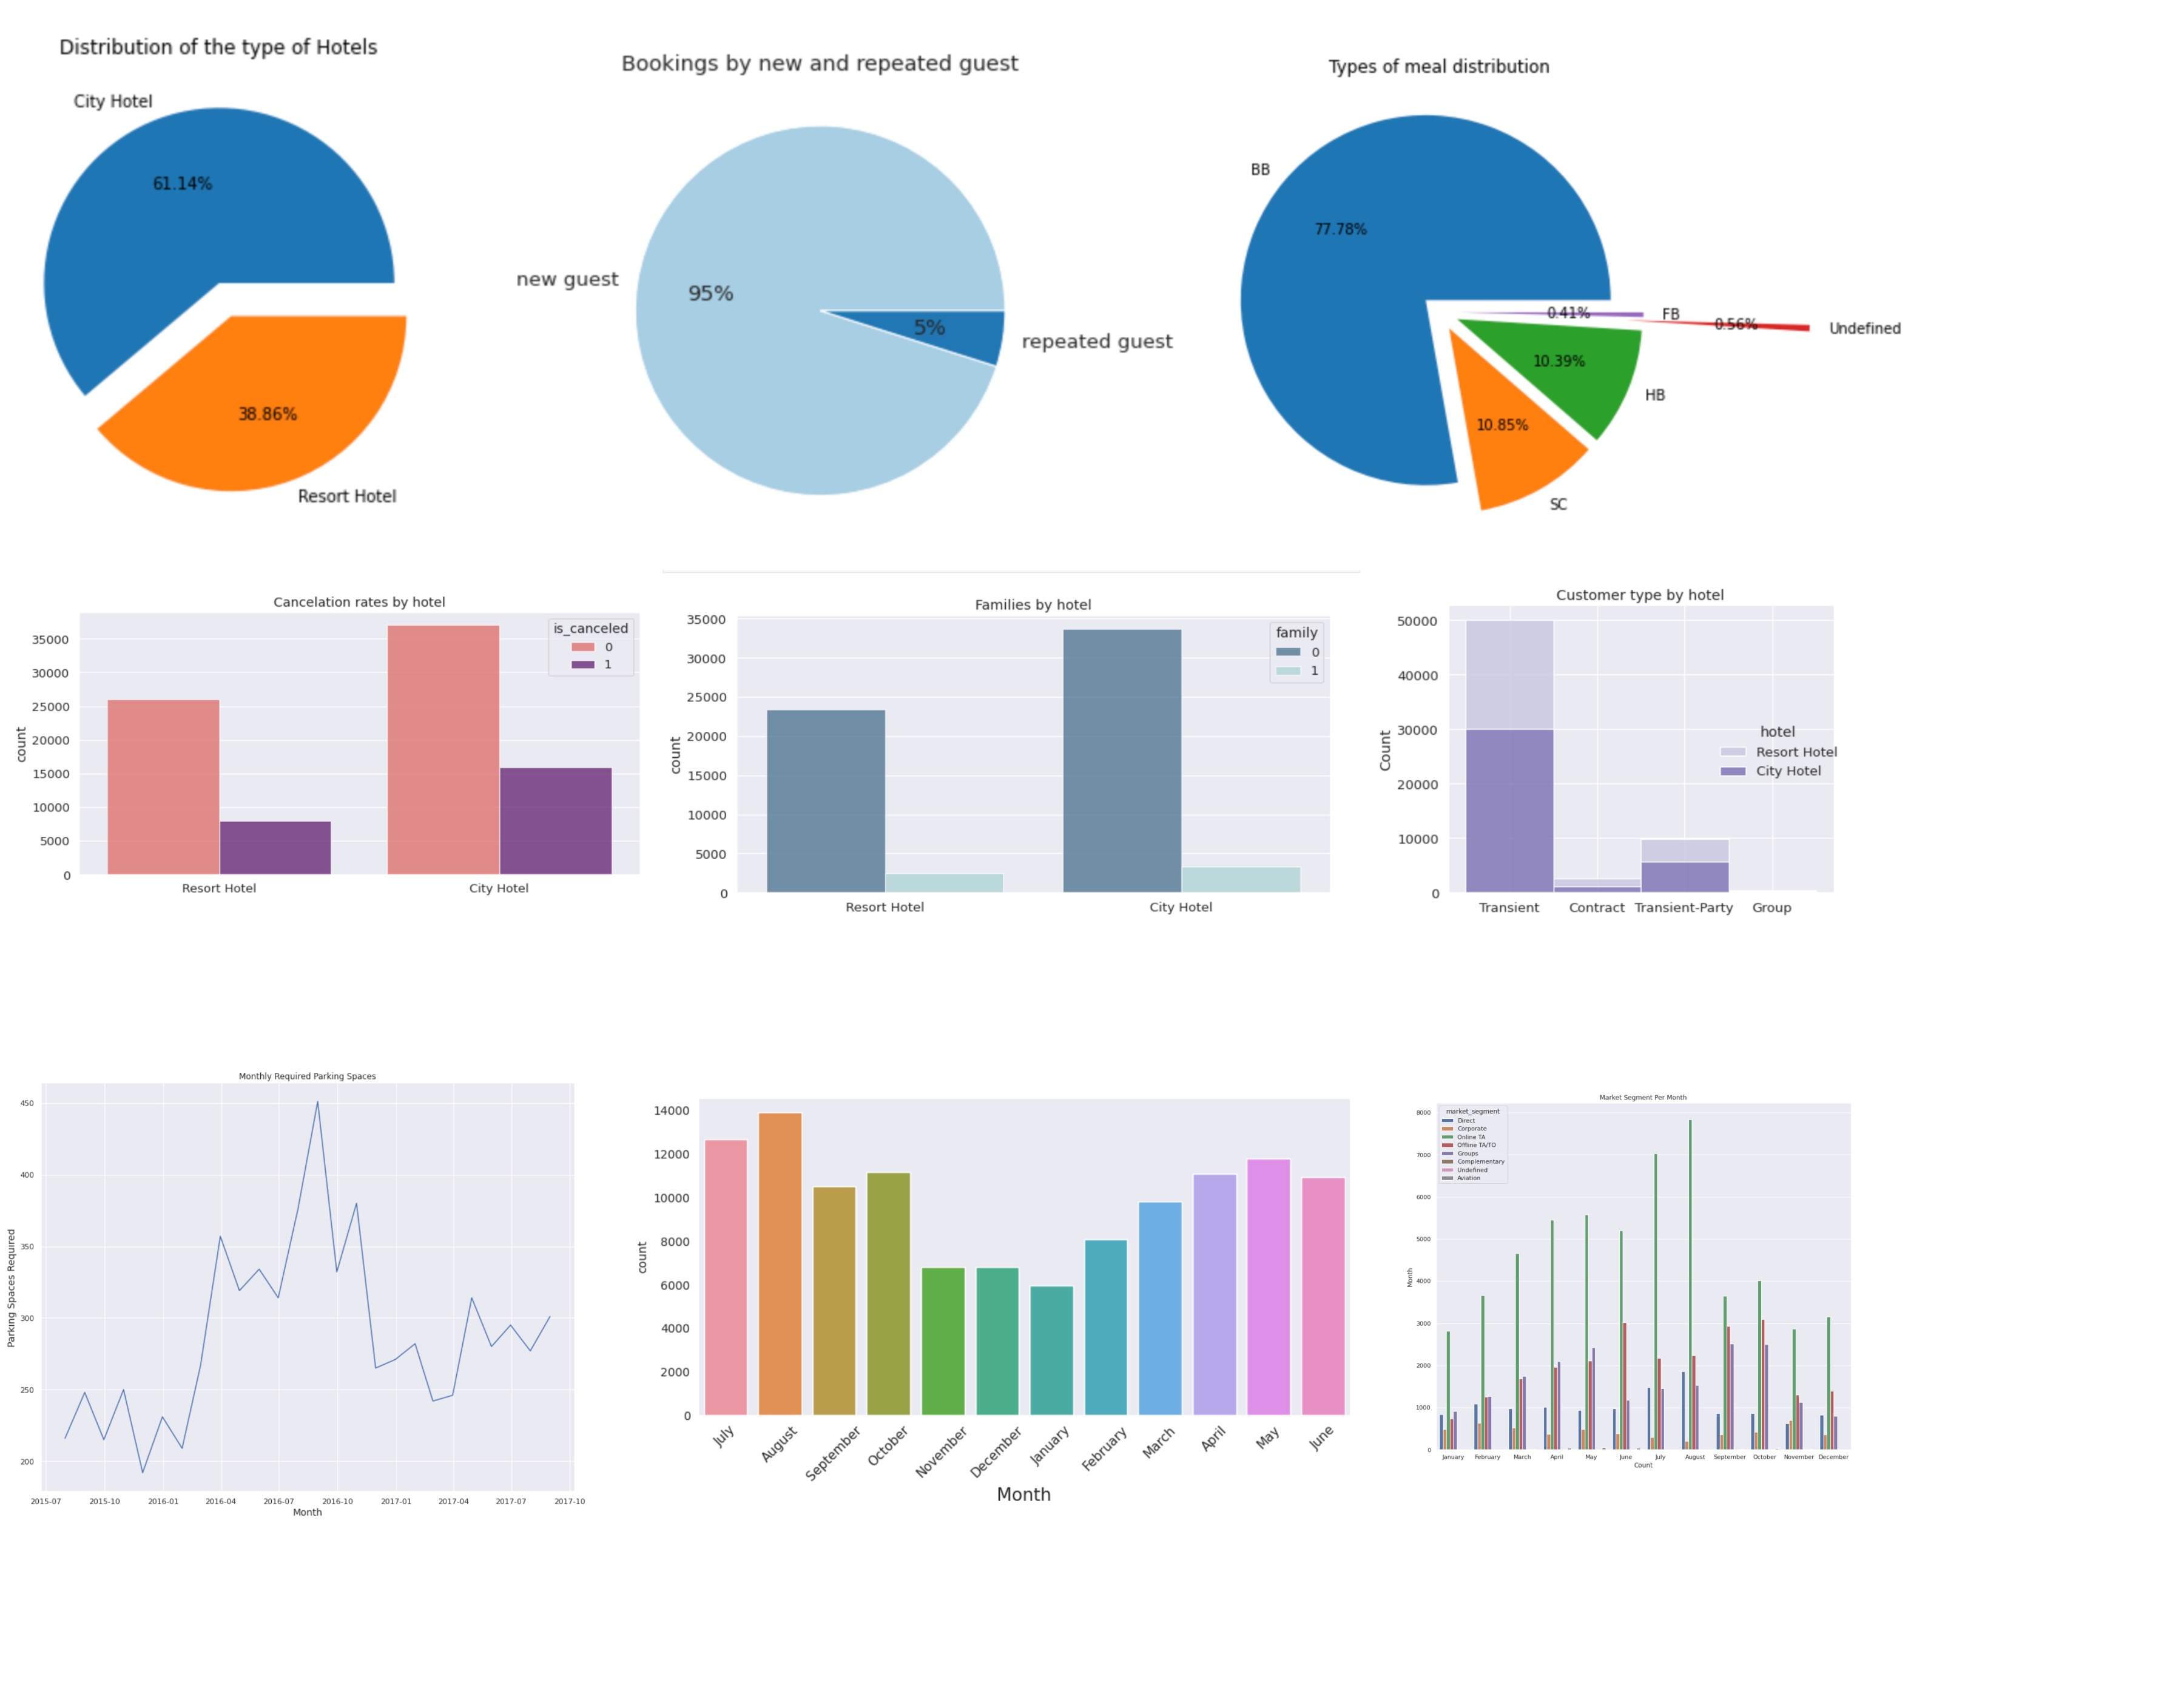 Distribution of the type of Hotels
City Hotel
61.14%
38.86%
Resort Hotel
Bookings by new and repeated guest
new guest
95%
5%
repeated guest
Types of meal distribution
BB
77.78%
0.41%
FB
0.56%
Undefined
10.39%
HB
10.85%
SC
Cancelation rates by hotel
is_canceled
0
1
35000
30000
25000
20000
15000
10000
5000
0
count
Resort Hotel City Hotel
Families by hotel
family
0
1
35000
30000
25000
20000
15000
10000
5000
0
count
Resort Hotel City Hotel
Customer type by hotel
50000
40000
30000
20000
10000
0
Count
hotel
Resort Hotel
City Hotel
Transient Contract Transient-Party Group
Monthly Required Parking Spaces
450
400
350
300
250
200
Parking Spaces Required
2015-07 2015-10 2016-01 2016-04 2016-07 2016-10 2017-01 2017-04 2017-07 2017-10
Month
14000
12000
10000
8000
6000
4000
2000
0
count
July August September October November December January February March April May June
Month
Market Segment Per Month
market_segment
Direct
Corporate
Online TA
Offline TA/TO
Groups
Complementary
Undefined
Aviation
8000
7000
6000
5000
4000
3000
2000
1000
0
Month
January February March April May June July August September October November December
Count